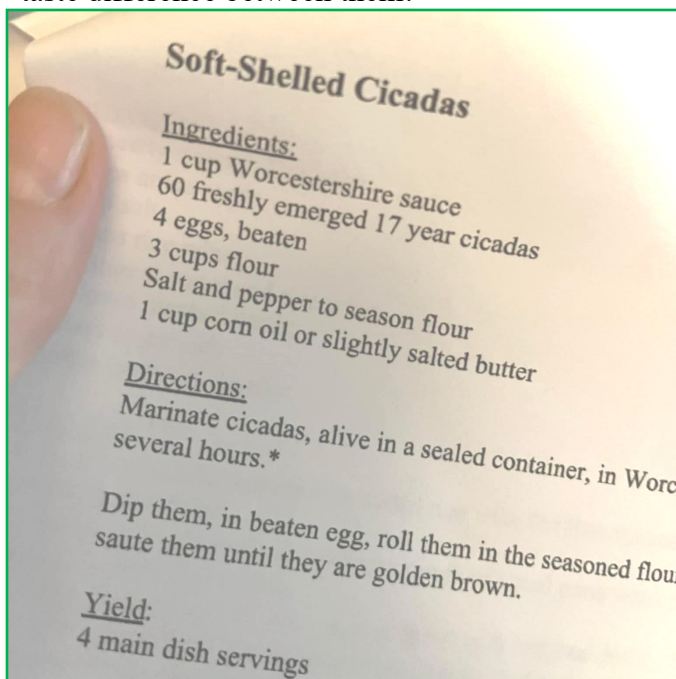 Soft-Shelled Cicadas
Ingredients:
1 cup Worcestershire sauce
60 freshly emerged 17 year cicadas
4 eggs, beaten
3 cups flour
Salt and pepper to season flour
1 cup corn oil or slightly salted butter
Directions:
Marinate cicadas, alive in a sealed container, in Worc
several hours.*
Dip them, in beaten egg, roll them in the seasoned flou
saute them until they are golden brown.
Yield:
4 main dish servings